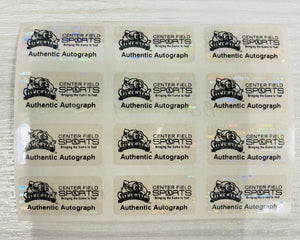 CENTER FIELD CENTER FIELD CENTER FIELD
SPORTS SPORTS SPORTS
Bringing the Game to You! Bringing the Game to You! Bringing the Game to You!
Authentic Autograph Authentic Autograph Authentic Autograph
CENTER FIELD CENTER FIELD CENTER FIELD
SPORTS SPORTS SPORTS
Bringing the Game to You! Bringing the Game to You! Bringing the Game to You!
Authentic Autograph Authentic Autograph Authentic Autograph
CENTER FIELD CENTER FIELD CENTER FIELD
SPORTS SPORTS SPORTS
Bringing the Game to You! Bringing the Game to You! Bringing the Game to You!
Authentic Autograph Authentic Autograph Authentic Autograph
CENTER FIELD CENTER FIELD CENTER FIELD
SPORTS SPORTS SPORTS
Bringing the Game to You! Bringing the Game to You! Bringing the Game to You!
Authentic Autograph Authentic Autograph Authentic Autograph